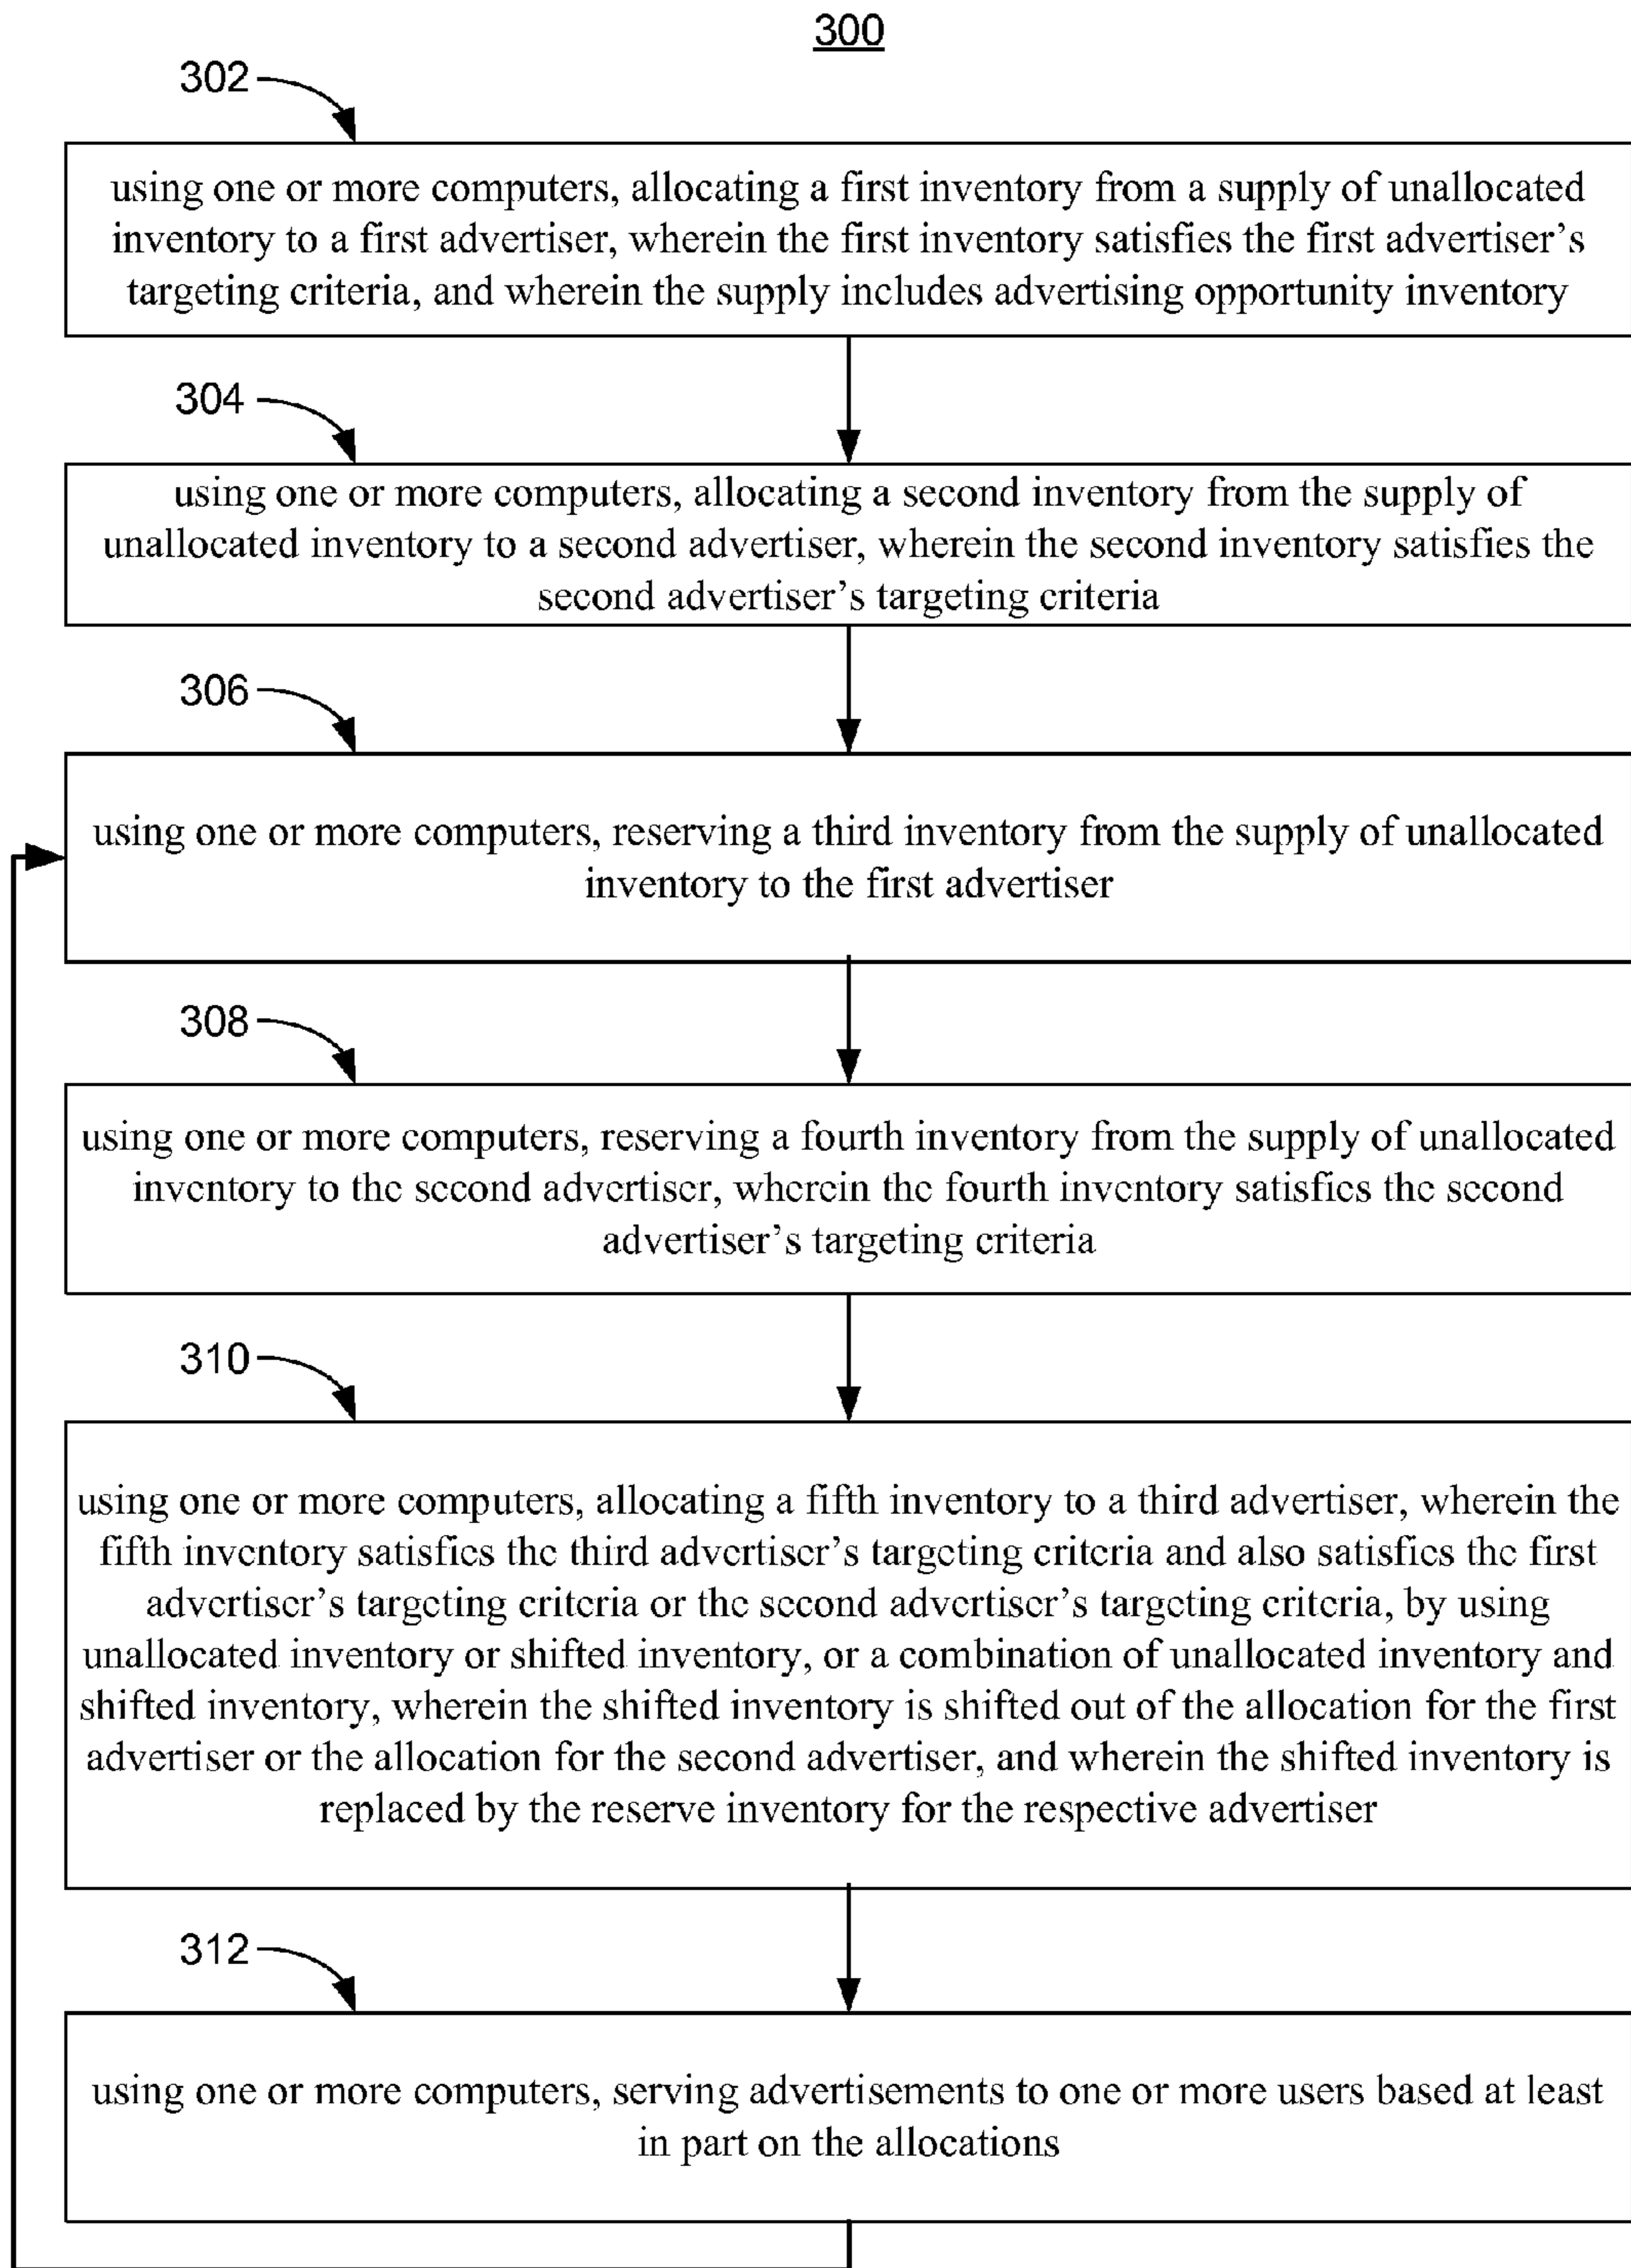 300
302
using one or more computers, allocating a first inventory from a supply of unallocated
inventory to a first advertiser, wherein the first inventory satisfies the first advertiser's
targeting criteria, and wherein the supply includes advertising opportunity inventory
304
using one or more computers, allocating a second inventory from the supply of
unallocated inventory to a second advertiser, wherein the second inventory satisfies the
second advertiser's targeting criteria
306
using one or more computers, reserving a third inventory from the supply of unallocated
inventory to the first advertiser
308
using one or more computers, reserving a fourth inventory from the supply of unallocated
inventory to the second advertiser, wherein the fourth inventory satisfies the second
advertiser's targeting criteria
310
using one or more computers, allocating a fifth inventory to a third advertiser, wherein the
fifth inventory satisfies the third advertiser's targeting criteria and also satisfies the first
advertiser's targeting criteria or the second advertiser's targeting criteria, by using
unallocated inventory or shifted inventory, or a combination of unallocated inventory and
shifted inventory, wherein the shifted inventory is shifted out of the allocation for the first
advertiser or the allocation for the second advertiser, and wherein the shifted inventory is
replaced by the reserve inventory for the respective advertiser
312
using one or more computers, serving advertisements to one or more users based at least
in part on the allocations